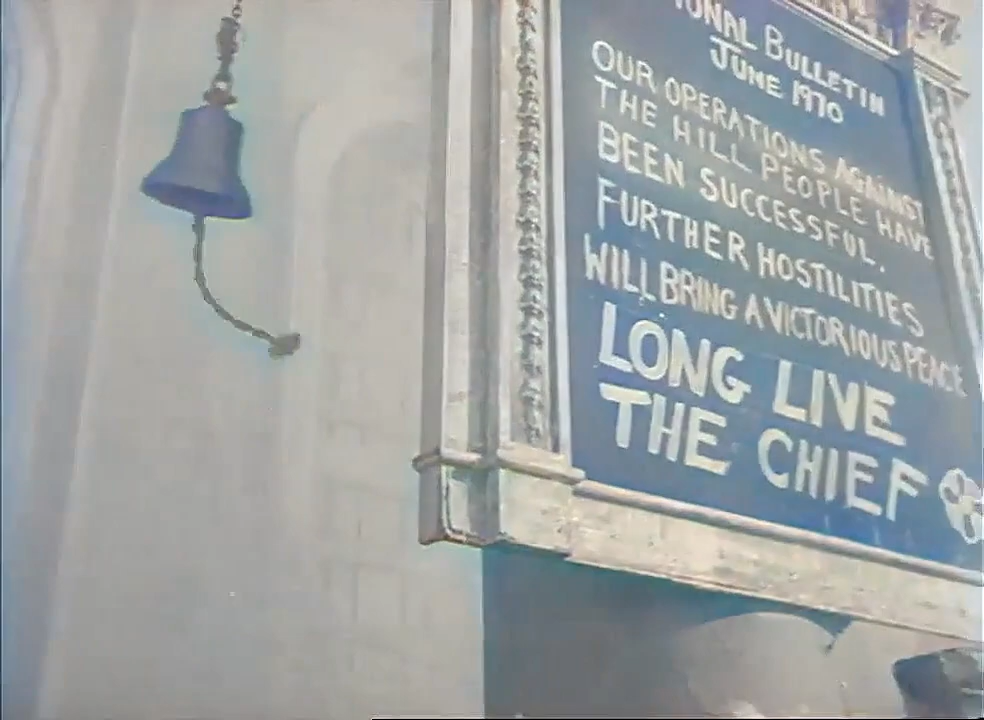 IONAL BULLETIN
JUNE 1970
OUR OPERATIONS AGAINST
THE HILL PEOPLE HAVE
BEEN SUCCESSFUL.
FURTHER HOSTILITIES
WILL BRING A VICTORIOUS PEACE
LONG LIVE
THE CHIEF